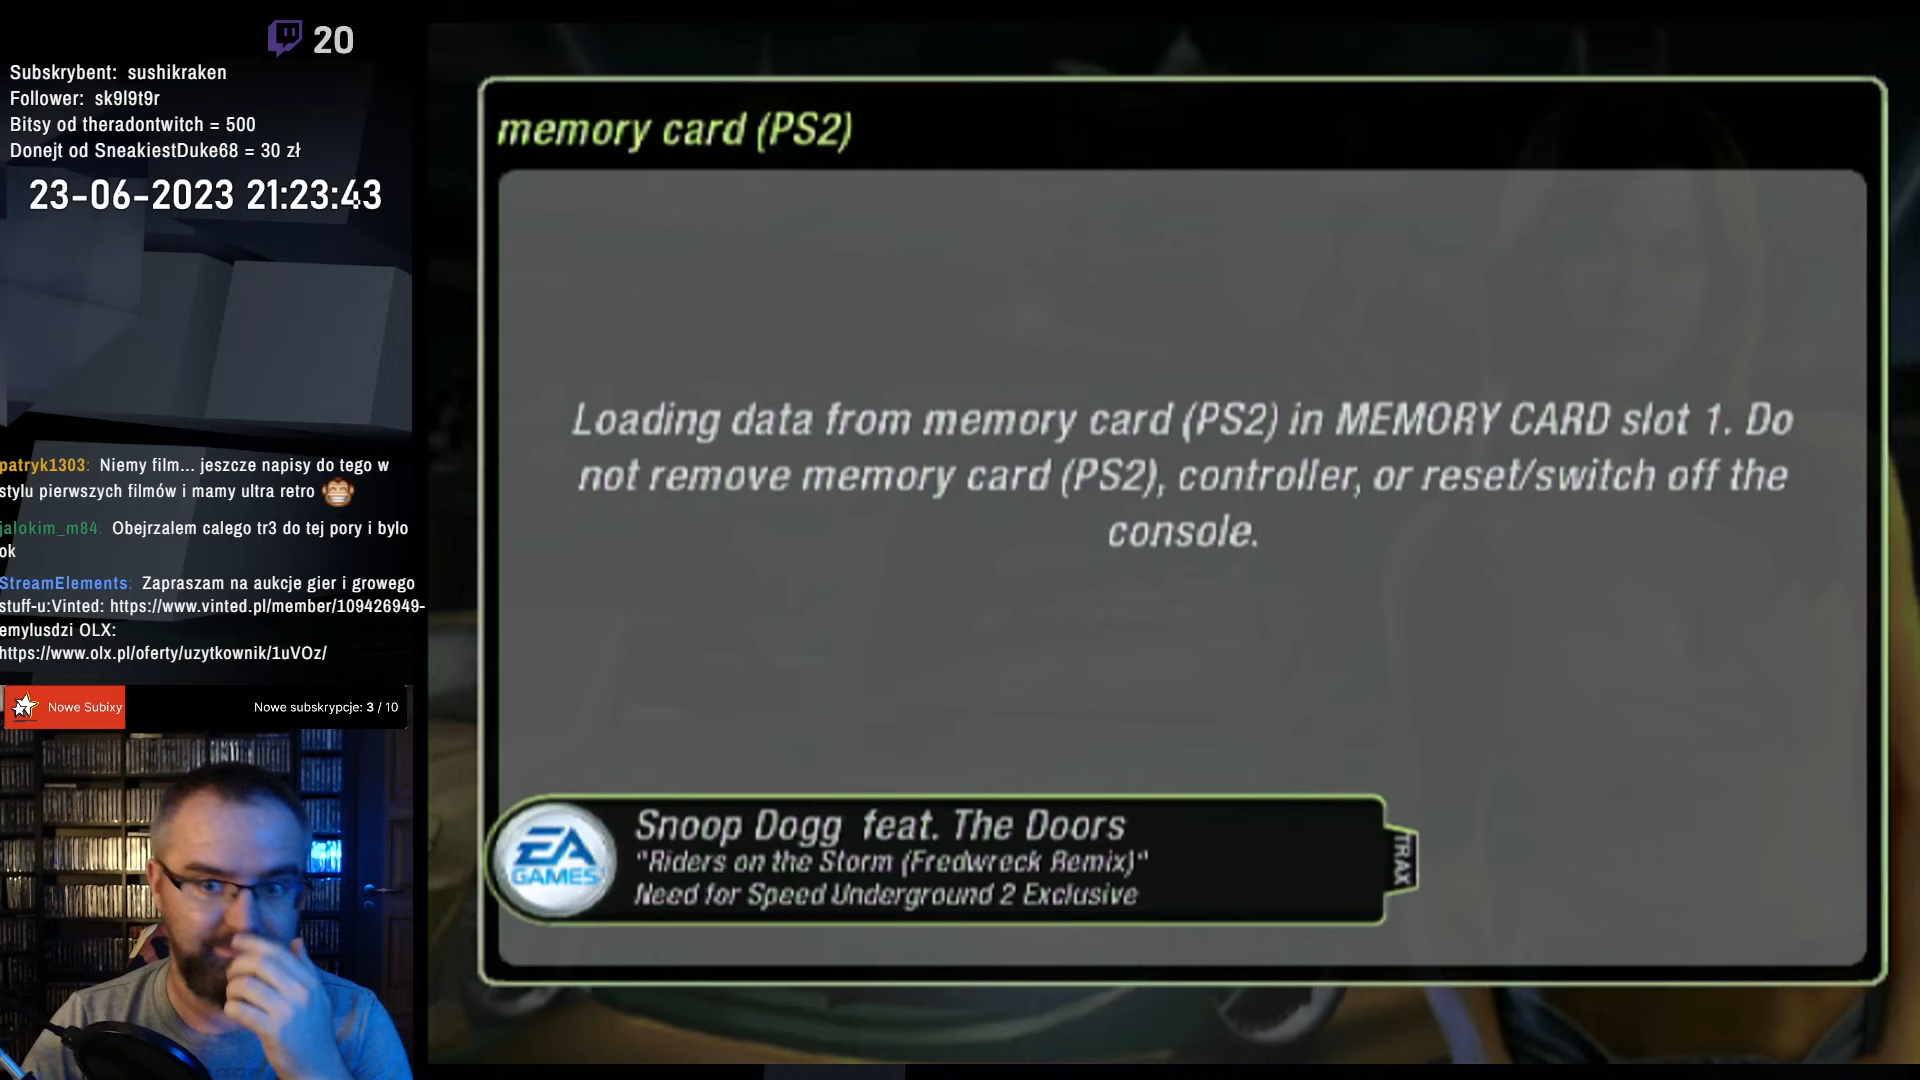 20
Subskrybent: sushikraken
Follower: sk9l9t9r
Bitsy od theradontwitch = 500
Donejt od SneakiestDuke68 = 30 zł
23-06-2023 21:23:43
patryk1303: Niemy film... jeszcze napisy do tego w
stylu pierwszych filmów i mamy ultra retro
jalokim_m84: Obejrzalem calego tr3 do tej pory i bylo
ok
StreamElements: Zapraszam na aukcje gier i growego
stuff-u:Vinted: https://www.vinted.pl/member/109426949-
emylusdzi OLX:
https://www.olx.pl/oferty/uzytkownik/1uVOz/
Nowe Subixy
Nowe subskrypcje: 3 / 10
memory card (PS2)
Loading data from memory card (PS2) in MEMORY CARD slot 1. Do
not remove memory card (PS2), controller, or reset/switch off the
console.
EA
GAMES
Snoop Dogg feat. The Doors
"Riders on the Storm (Fredwreck Remix)"
Need for Speed Underground 2 Exclusive
TRAX